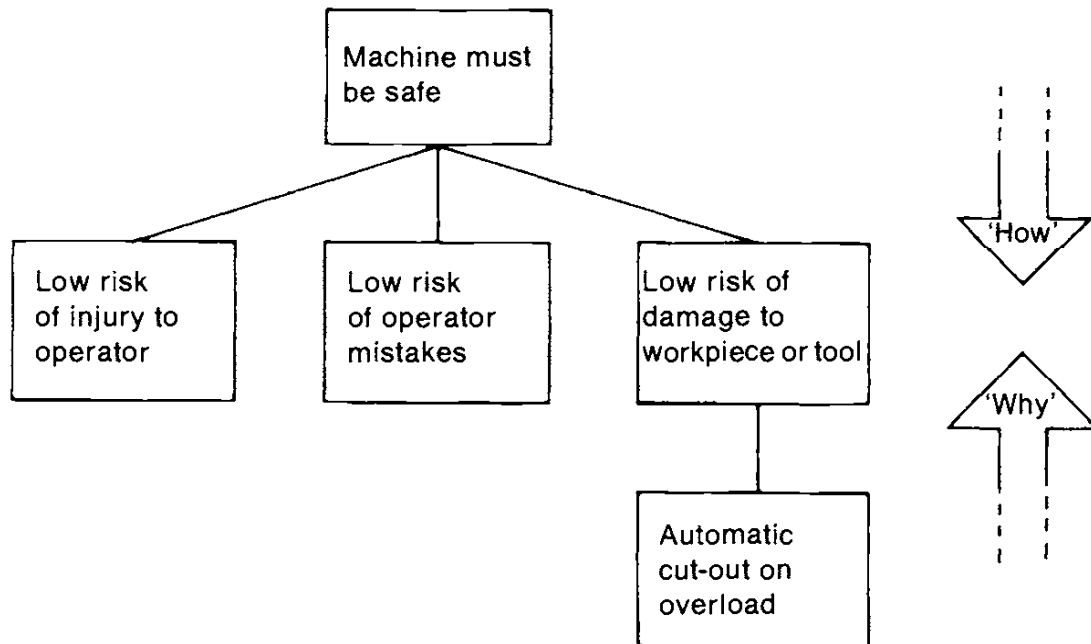 Machine must
be safe
'How'
Low risk
of injury to
operator
Low risk
of operator
mistakes
Low risk of
damage to
workpiece or tool
'Why'
Automatic
cut-out on
overload